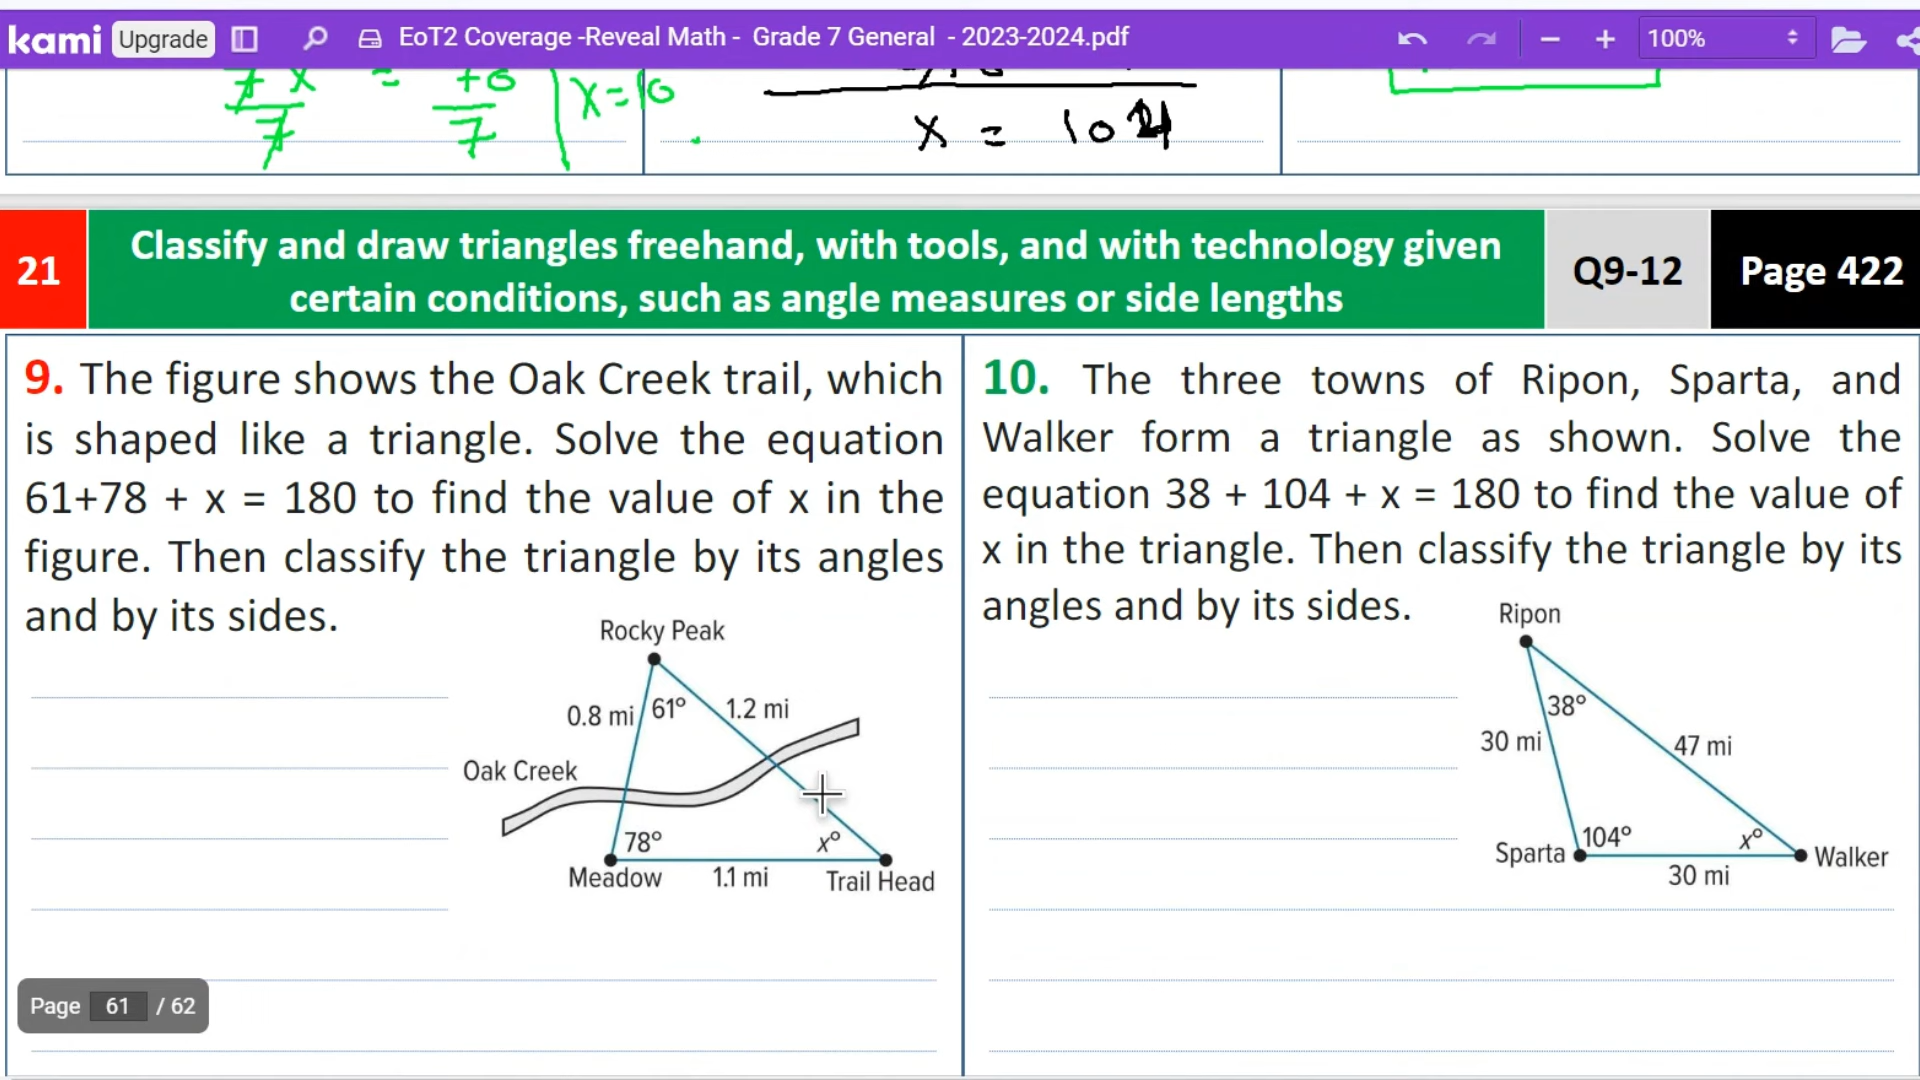 kami Upgrade EoT2 Coverage -Reveal Math - Grade 7 General - 2023-2024.pdf 100%
7 x = 70
7 7
x=10
x = 104
21
Classify and draw triangles freehand, with tools, and with technology given
certain conditions, such as angle measures or side lengths
Q9-12
Page 422
9. The figure shows the Oak Creek trail, which
is shaped like a triangle. Solve the equation
61+78 + x = 180 to find the value of x in the
figure. Then classify the triangle by its angles
and by its sides.
Rocky Peak
0.8 mi 61° 1.2 mi
Oak Creek
78° x°
Meadow 1.1 mi Trail Head
10. The three towns of Ripon, Sparta, and
Walker form a triangle as shown. Solve the
equation 38 + 104 + x = 180 to find the value of
x in the triangle. Then classify the triangle by its
angles and by its sides.
Ripon
38°
30 mi 47 mi
104° x°
Sparta Walker
30 mi
Page 61 / 62